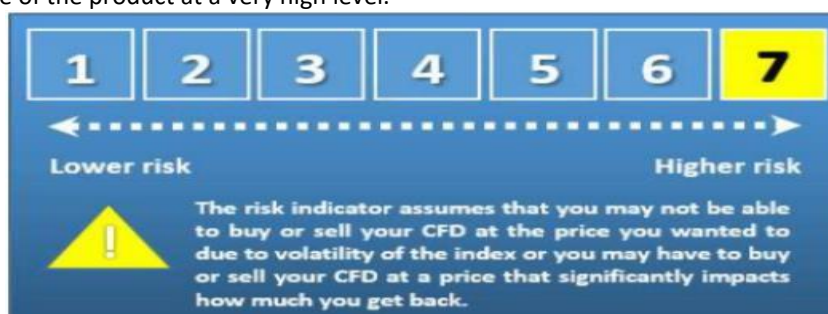 e of the product at a very high level.
1 2 3 4 5 6 7
Lower risk Higher risk
!
The risk indicator assumes that you may not be able
to buy or sell your CFD at the price you wanted to
due to volatility of the index or you may have to buy
or sell your CFD at a price that significantly impacts
how much you get back.